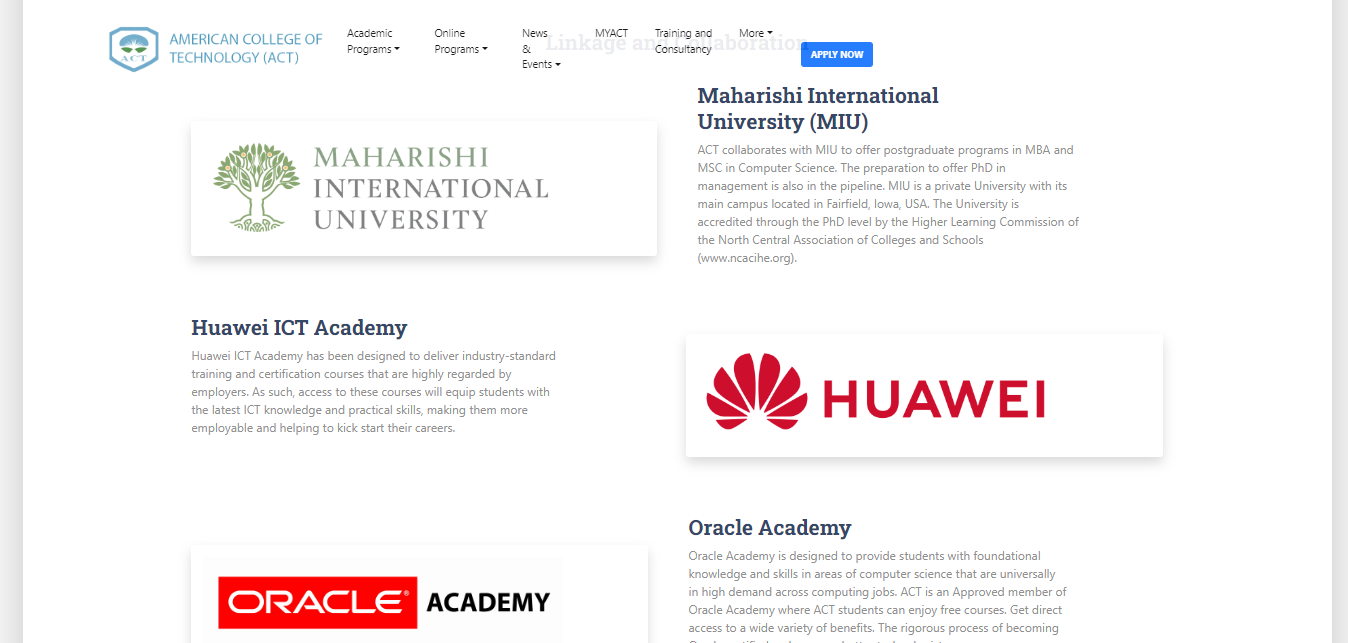 AMERICAN COLLEGE OF
TECHNOLOGY (ACT)
ACT
Academic
Programs
Online
Programs
News
&
Events
MYACT
Training and
Consultancy
More
APPLY NOW
Linkage and Collaboration
MAHARISHI
INTERNATIONAL
UNIVERSITY
Maharishi International
University (MIU)
ACT collaborates with MIU to offer postgraduate programs in MBA and
MSC in Computer Science. The preparation to offer PhD in
management is also in the pipeline. MIU is a private University with its
main campus located in Fairfield, Iowa, USA. The University is
accredited through the PhD level by the Higher Learning Commission of
the North Central Association of Colleges and Schools
(www.ncacihe.org).
Huawei ICT Academy
Huawei ICT Academy has been designed to deliver industry-standard
training and certification courses that are highly regarded by
employers. As such, access to these courses will equip students with
the latest ICT knowledge and practical skills, making them more
employable and helping to kick start their careers.
HUAWEI
ORACLE® ACADEMY
Oracle Academy
Oracle Academy is designed to provide students with foundational
knowledge and skills in areas of computer science that are universally
in high demand across computing jobs. ACT is an Approved member of
Oracle Academy where ACT students can enjoy free courses. Get direct
access to a wide variety of benefits. The rigorous process of becoming